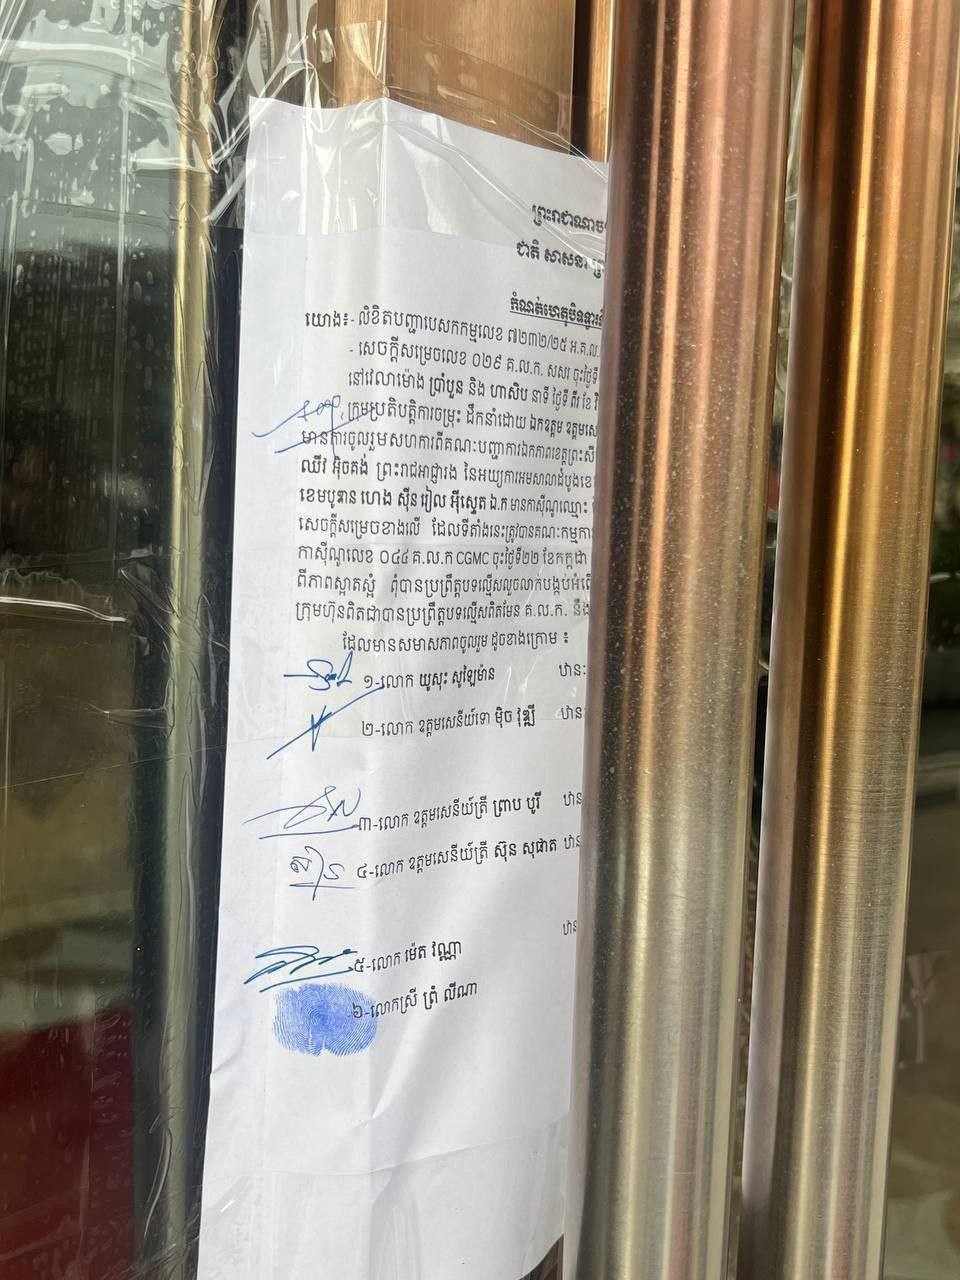 ព្រះរាជាណាច
ជាតិ សាសនា
កំណត់ហេតុបិទទ្វារ
យោង៖- លិខិតបញ្ជាបេសកកម្មលេខ ៧២៣២/២៥ អ.គ.ល.
- សេចក្តីសម្រេចលេខ ០២៩ គ.ល.ក. សសរ ចុះថ្ងៃទី
នៅវេលាម៉ោង ប្រាំបួន និង ហាសិប នាទី ថ្ងៃទី ពីរ ខែ វិ
ក្រុមប្រតិបត្តិការចម្រុះ ដឹកនាំដោយ ឯកឧត្តម ឧត្តមសេ
មានការចូលរួមសហការពីគណៈបញ្ជាការឯកភាពខេត្តព្រះសី
ឈីវ អ៊ិចគង់ ព្រះរាជអាជ្ញារង នៃអយ្យការអមសាលាដំបូងខេ
ខេមបូឌាន ហេង ស៊ីន រៀល អ៊ីស្ទេត ឯ.ក មានកាស៊ីណូឈ្មោះ
សេចក្តីសម្រេចខាងលើ ដែលទីតាំងនេះត្រូវបានគណៈកម្មការ
កាស៊ីណូលេខ ០៤៤ គ.ល.ក CGMC ចុះថ្ងៃទី២២ ខែកក្កដា
ពីភាពស្អាតស្អំ ពុំបានប្រព្រឹត្តបទល្មើសលួចលាក់បង្កប់អំពើ
ក្រុមហ៊ុនពិតជាបានប្រព្រឹត្តបទល្មើសពិតមែន គ.ល.ក. នឹង
ដែលមានសមាសភាពចូលរួម ដូចខាងក្រោម ៖
១-លោក យូសុះ សូឡៃម៉ាន ឋានៈ
២-លោក ឧត្តមសេនីយ៍ទោ ម៉ិច វុឌ្ឍី ឋាន
៣-លោក ឧត្តមសេនីយ៍ត្រី ព្រាប បូរី ឋាន
៤-លោក ឧត្តមសេនីយ៍ត្រី ស៊ុន សុផាត ឋាន
ឋាន
៥-លោក ម៉េត វណ្ណា
៦-លោកស្រី ព្រំ លីណា